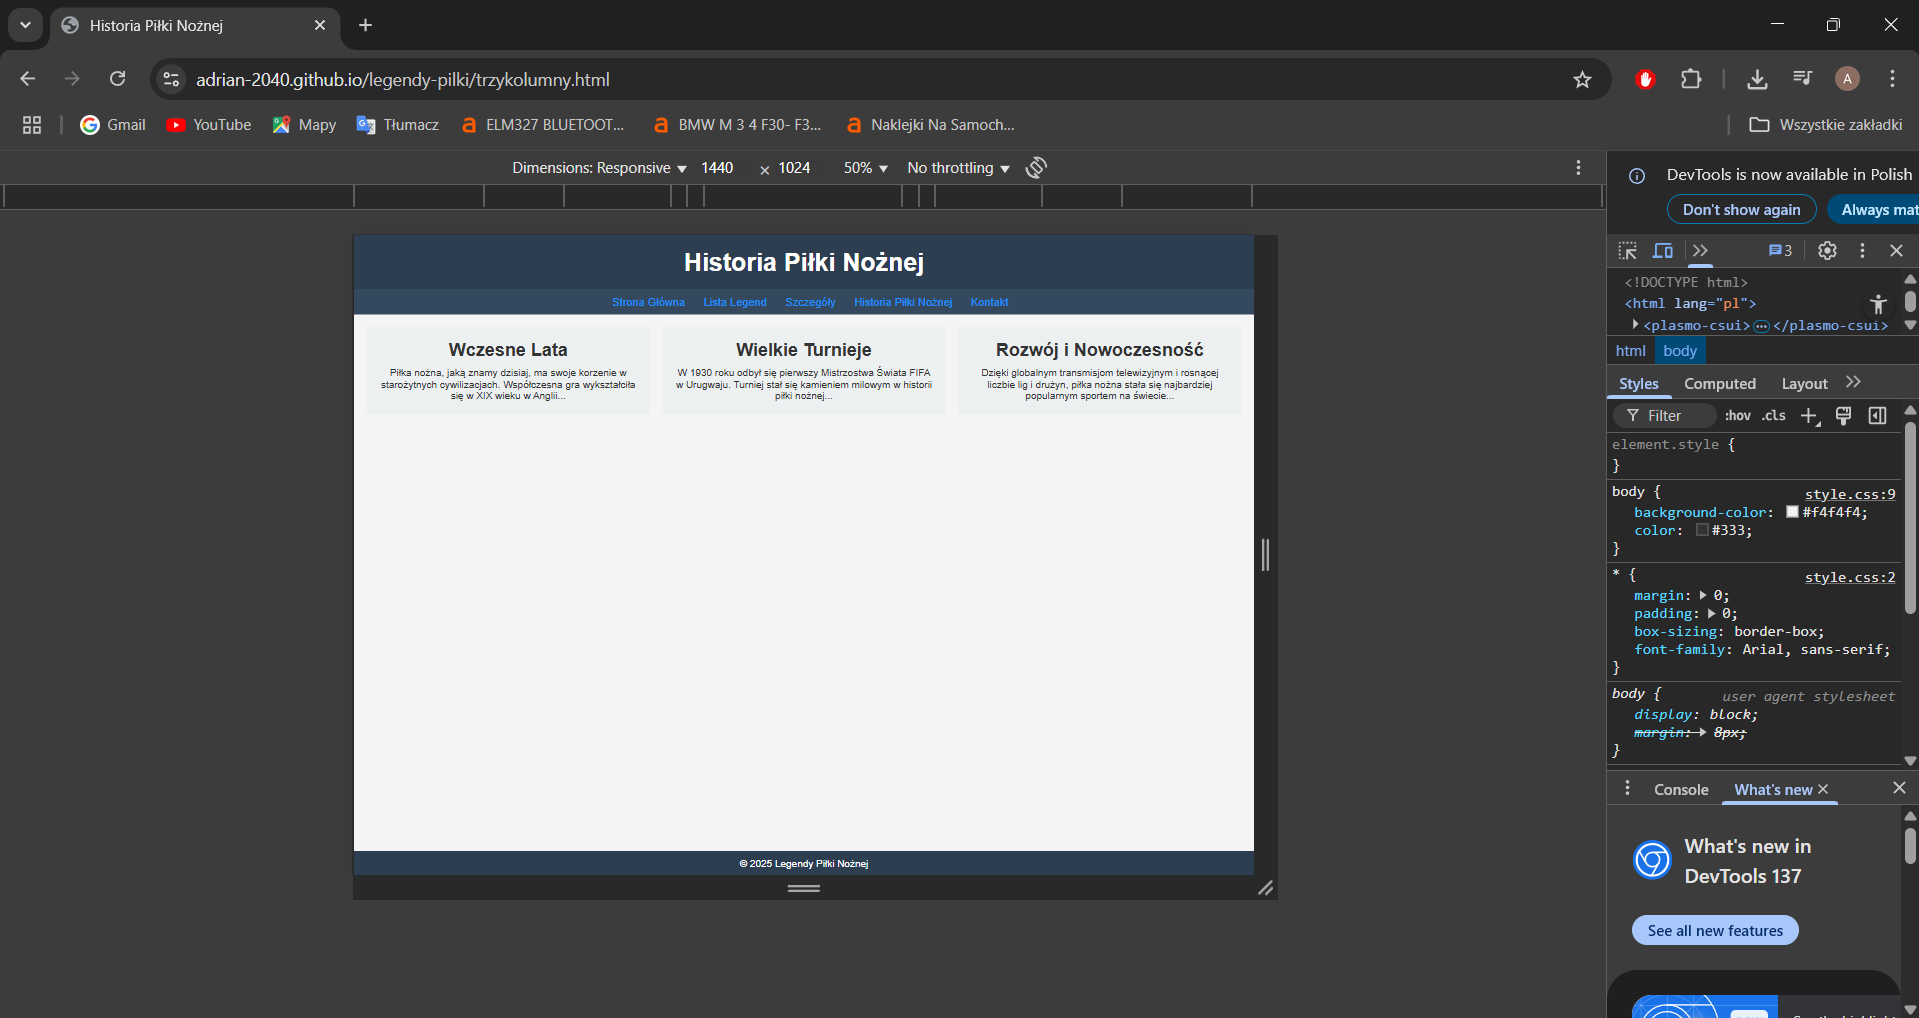 Historia Piłki Nożnej
adrian-2040.github.io/legendy-pilki/trzykolumny.html
A
Gmail YouTube Mapy Tłumacz ELM327 BLUETOOT... BMW M 3 4 F30- F3... Naklejki Na Samoch... Wszystkie zakładki
Dimensions: Responsive 1440 × 1024 50% No throttling
Historia Piłki Nożnej
Strona Główna Lista Legend Szczegóły Historia Piłki Nożnej Kontakt
Wczesne Lata
Piłka nożna, jaką znamy dzisiaj, ma swoje korzenie w
starożytnych cywilizacjach. Współczesna gra wykształciła
się w XIX wieku w Anglii...
Wielkie Turnieje
W 1930 roku odbył się pierwszy Mistrzostwa Świata FIFA
w Urugwaju. Turniej stał się kamieniem milowym w historii
piłki nożnej...
Rozwój i Nowoczesność
Dzięki globalnym transmisjom telewizyjnym i rosnącej
liczbie lig i drużyn, piłka nożna stała się najbardziej
popularnym sportem na świecie...
© 2025 Legendy Piłki Nożnej
DevTools is now available in Polish
Don't show again Always mat
3
<!DOCTYPE html>
<html lang="pl">
<plasmo-csui> … </plasmo-csui>
html body
Styles Computed Layout
Filter :hov .cls
element.style {
}
body { style.css:9
background-color: #f4f4f4;
color: #333;
}
* { style.css:2
margin: 0;
padding: 0;
box-sizing: border-box;
font-family: Arial, sans-serif;
}
body { user agent stylesheet
display: block;
margin: 8px;
}
Console What's new
What's new in
DevTools 137
See all new features